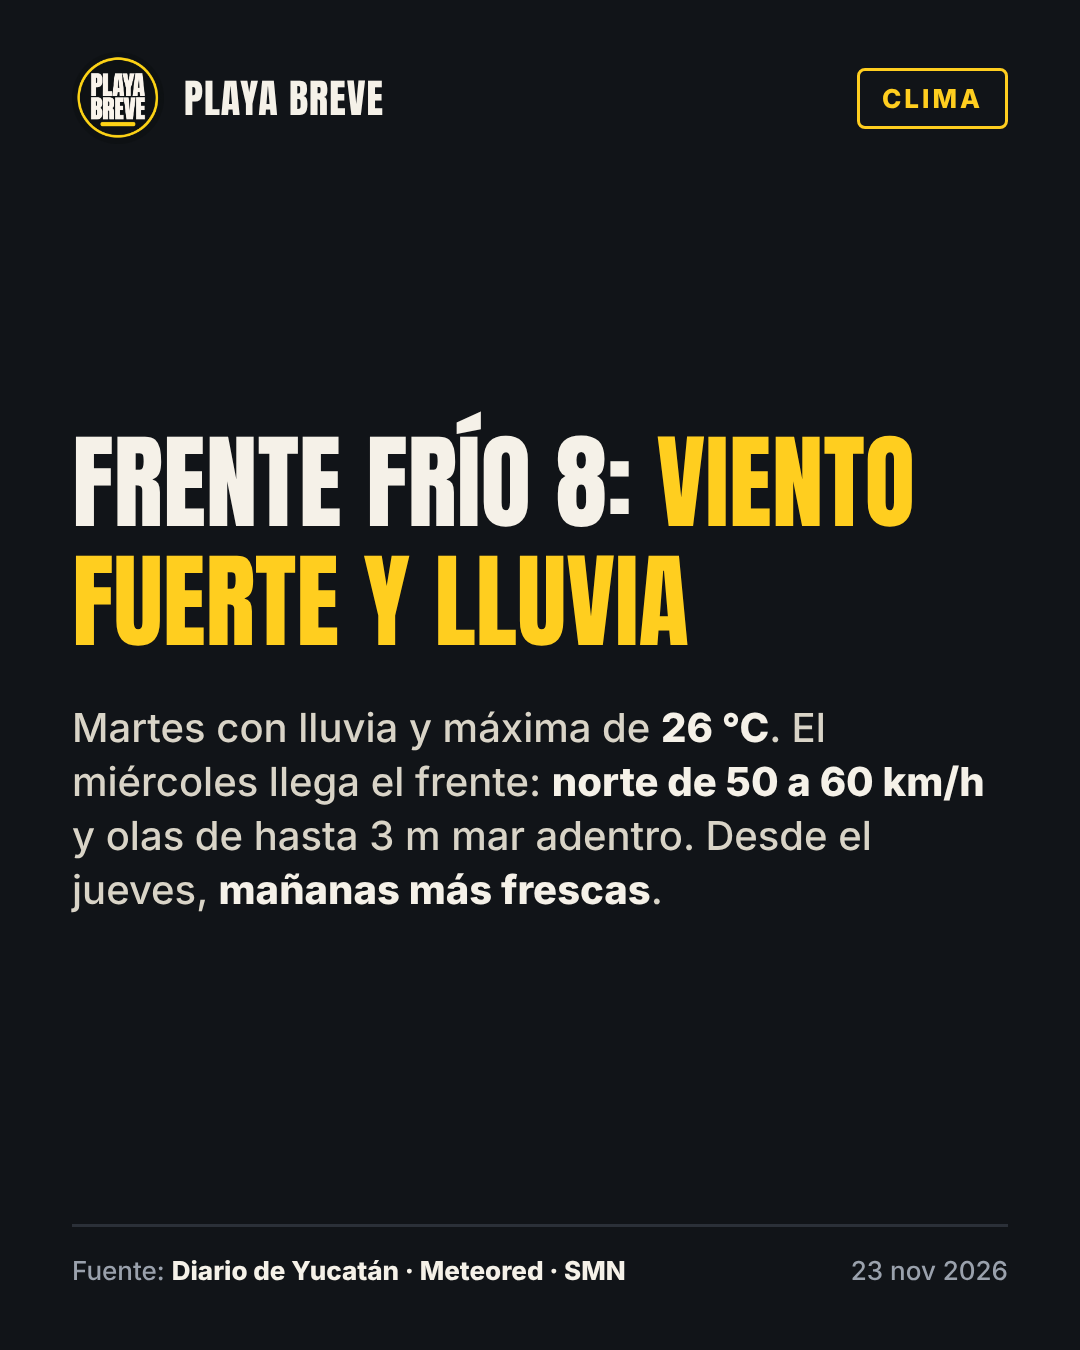 PLAYA
BREVE
PLAYA BREVE
CLIMA
FRENTE FRÍO 8: VIENTO
FUERTE Y LLUVIA
Martes con lluvia y máxima de 26 °C. El
miércoles llega el frente: norte de 50 a 60 km/h
y olas de hasta 3 m mar adentro. Desde el
jueves, mañanas más frescas.
Fuente: Diario de Yucatán · Meteored · SMN
23 nov 2026